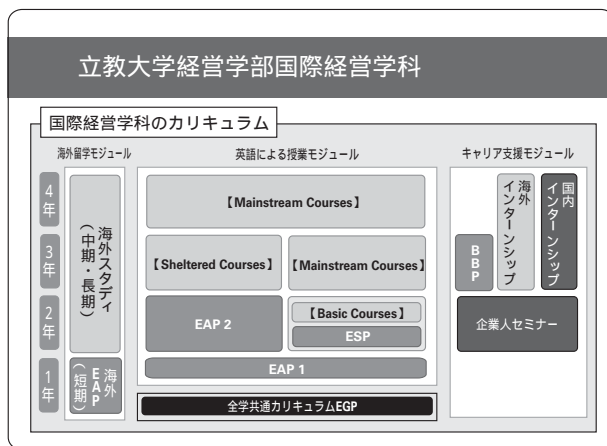 立教大学経営学部国際経営学科
国際経営学科のカリキュラム
海外留学モジュール
英語による授業モジュール
キャリア支援モジュール
4年
3年
2年
1年
海外スタディ
(中期・長期)
海外
EAP
(短期)
【Mainstream Courses】
【Sheltered Courses】
【Mainstream Courses】
EAP 2
【Basic Courses】
ESP
EAP 1
全学共通カリキュラムEGP
BBP
海外
インターンシップ
国内
インターンシップ
企業人セミナー